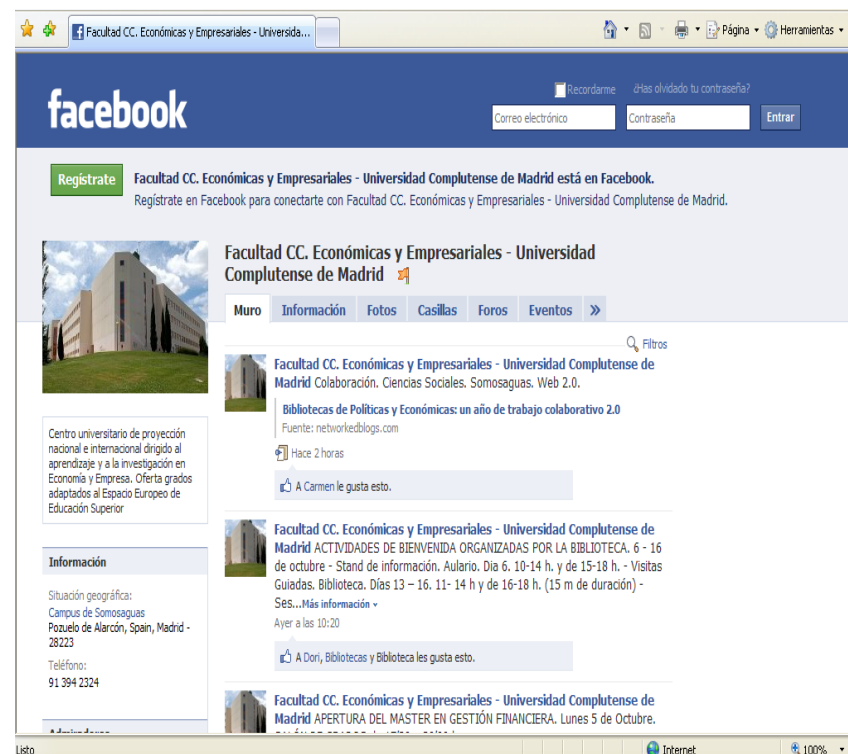 Facultad CC. Económicas y Empresariales - Universida...
Página
Herramientas
facebook
Recordarme
¿Has olvidado tu contraseña?
Correo electrónico
Contraseña
Entrar
Regístrate
Facultad CC. Económicas y Empresariales - Universidad Complutense de Madrid está en Facebook.
Regístrate en Facebook para conectarte con Facultad CC. Económicas y Empresariales - Universidad Complutense de Madrid.
Facultad CC. Económicas y Empresariales - Universidad
Complutense de Madrid
Muro Información Fotos Casillas Foros Eventos »
Filtros
Facultad CC. Económicas y Empresariales - Universidad Complutense de
Madrid Colaboración. Ciencias Sociales. Somosaguas. Web 2.0.
Bibliotecas de Políticas y Económicas: un año de trabajo colaborativo 2.0
Fuente: networkedblogs.com
Hace 2 horas
A Carmen le gusta esto.
Facultad CC. Económicas y Empresariales - Universidad Complutense de
Madrid ACTIVIDADES DE BIENVENIDA ORGANIZADAS POR LA BIBLIOTECA. 6 - 16
de octubre - Stand de información. Aulario. Dia 6. 10-14 h. y de 15-18 h. - Visitas
Guiadas. Biblioteca. Días 13 – 16. 11- 14 h y de 16-18 h. (15 m de duración) -
Ses...Más información
Ayer a las 10:20
A Dori, Bibliotecas y Biblioteca les gusta esto.
Facultad CC. Económicas y Empresariales - Universidad Complutense de
Madrid APERTURA DEL MASTER EN GESTIÓN FINANCIERA. Lunes 5 de Octubre.
Centro universitario de proyección
nacional e internacional dirigido al
aprendizaje y a la investigación en
Economía y Empresa. Oferta grados
adaptados al Espacio Europeo de
Educación Superior
Información
Situación geográfica:
Campus de Somosaguas
Pozuelo de Alarcón, Spain, Madrid -
28223
Teléfono:
91 394 2324
Listo
Internet
100%